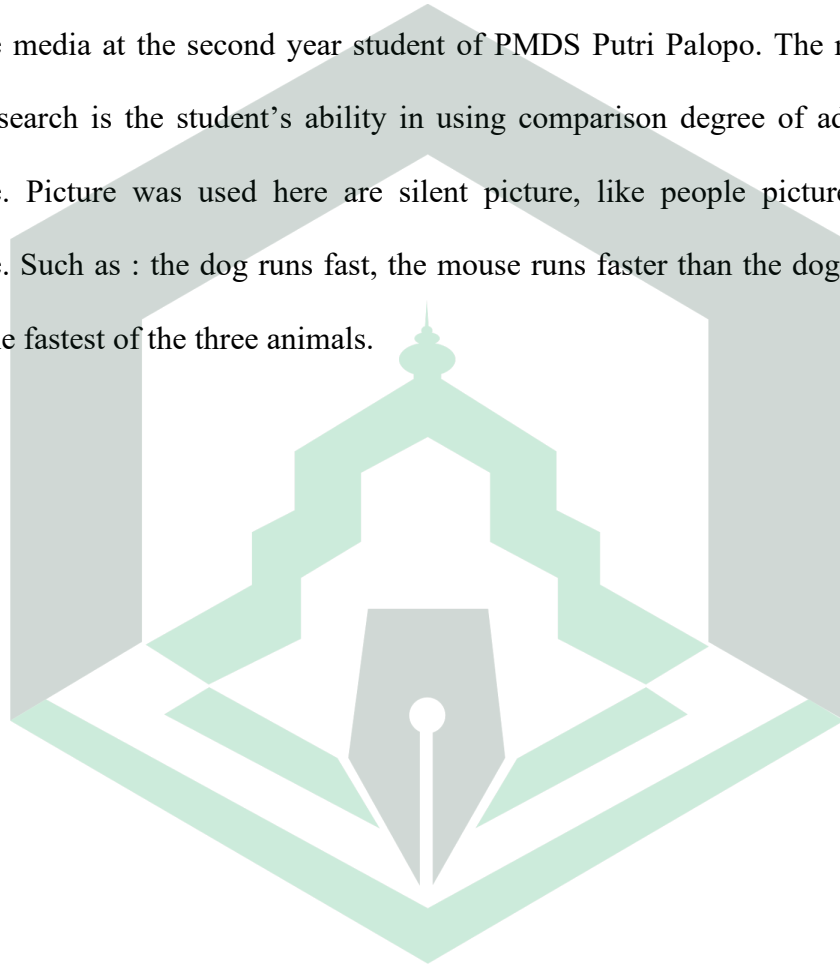 media at the second year student of PMDS Putri Palopo. The
is the student’s ability in using comparison degree of
Picture was used here are silent picture, like people
Such as : the dog runs fast, the mouse runs faster than the dog
fastest of the three animals.